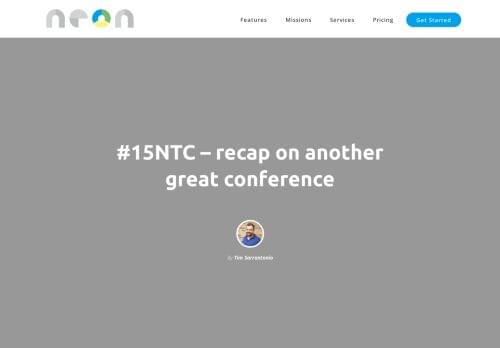 neon
Features Missions Services Pricing Get Started
#15NTC – recap on another
great conference
By Tim Sarrantonio